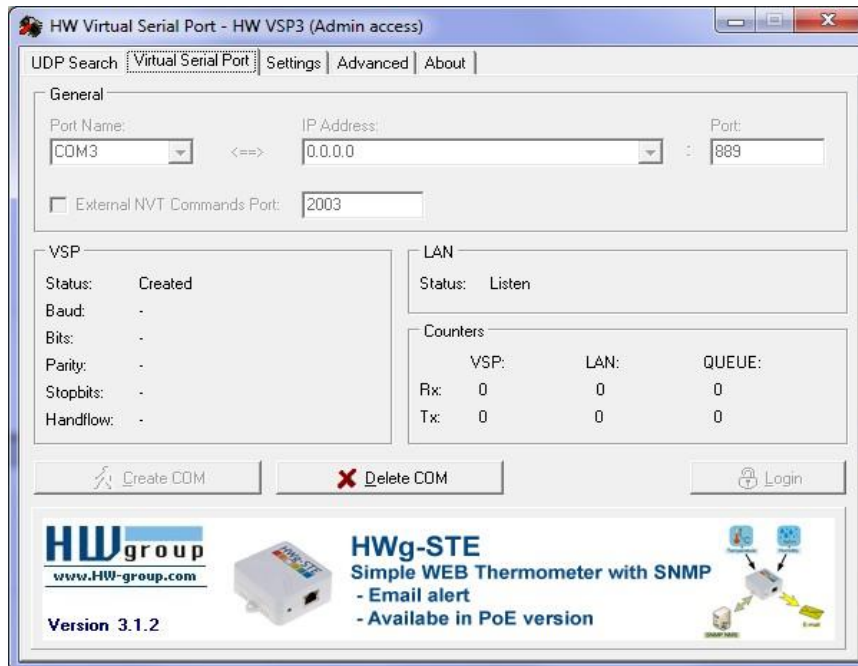 HW Virtual Serial Port - HW VSP3 (Admin access)
UDP Search Virtual Serial Port Settings Advanced About
General
Port Name: IP Address: Port:
COM3 <==> 0.0.0.0 : 889
External NVT Commands Port: 2003
VSP
Status: Created
Baud: -
Bits: -
Parity: -
Stopbits: -
Handflow: -
LAN
Status: Listen
Counters
VSP: LAN: QUEUE:
Rx: 0 0 0
Tx: 0 0 0
Create COM Delete COM Login
HW group
www.HW-group.com
Version 3.1.2
HWg-STE
HWg-STE
Simple WEB Thermometer with SNMP
- Email alert
- Availabe in PoE version
Temperature
SNMP NMS
E-mail